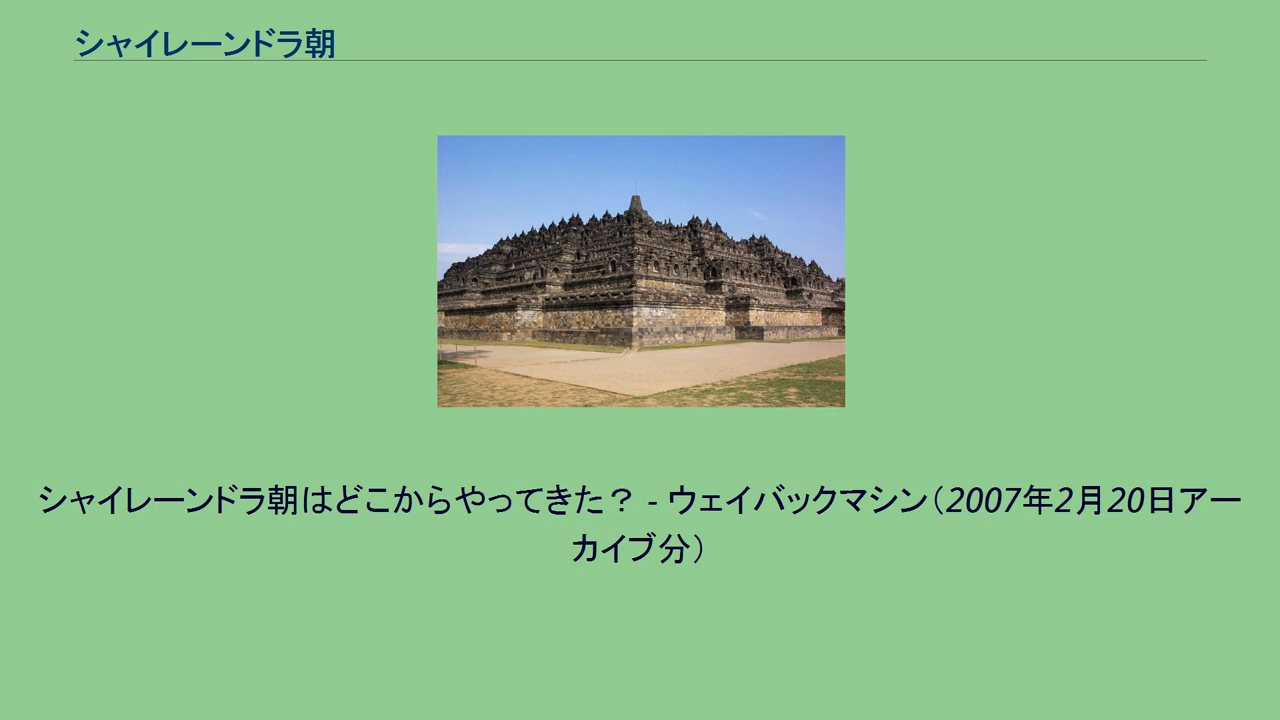 シャイレーンドラ朝
シャイレーンドラ朝はどこからやってきた？ - ウェイバックマシン（2007年2月20日アー
カイブ分）